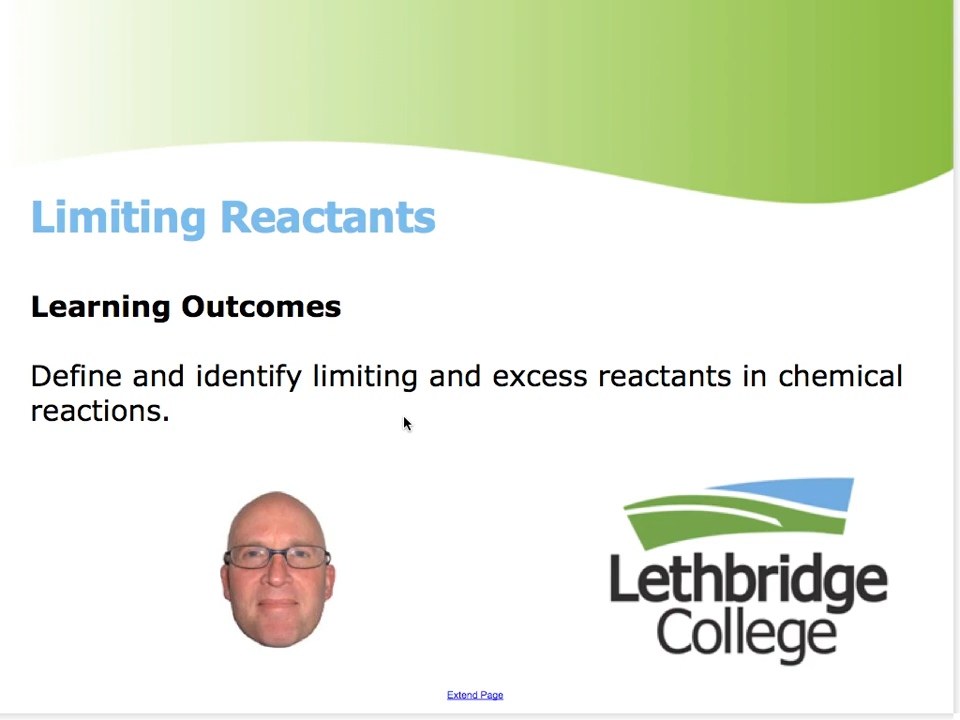 Limiting Reactants
Learning Outcomes
Define and identify limiting and excess reactants in chemical
reactions.
Lethbridge
College
Extend Page